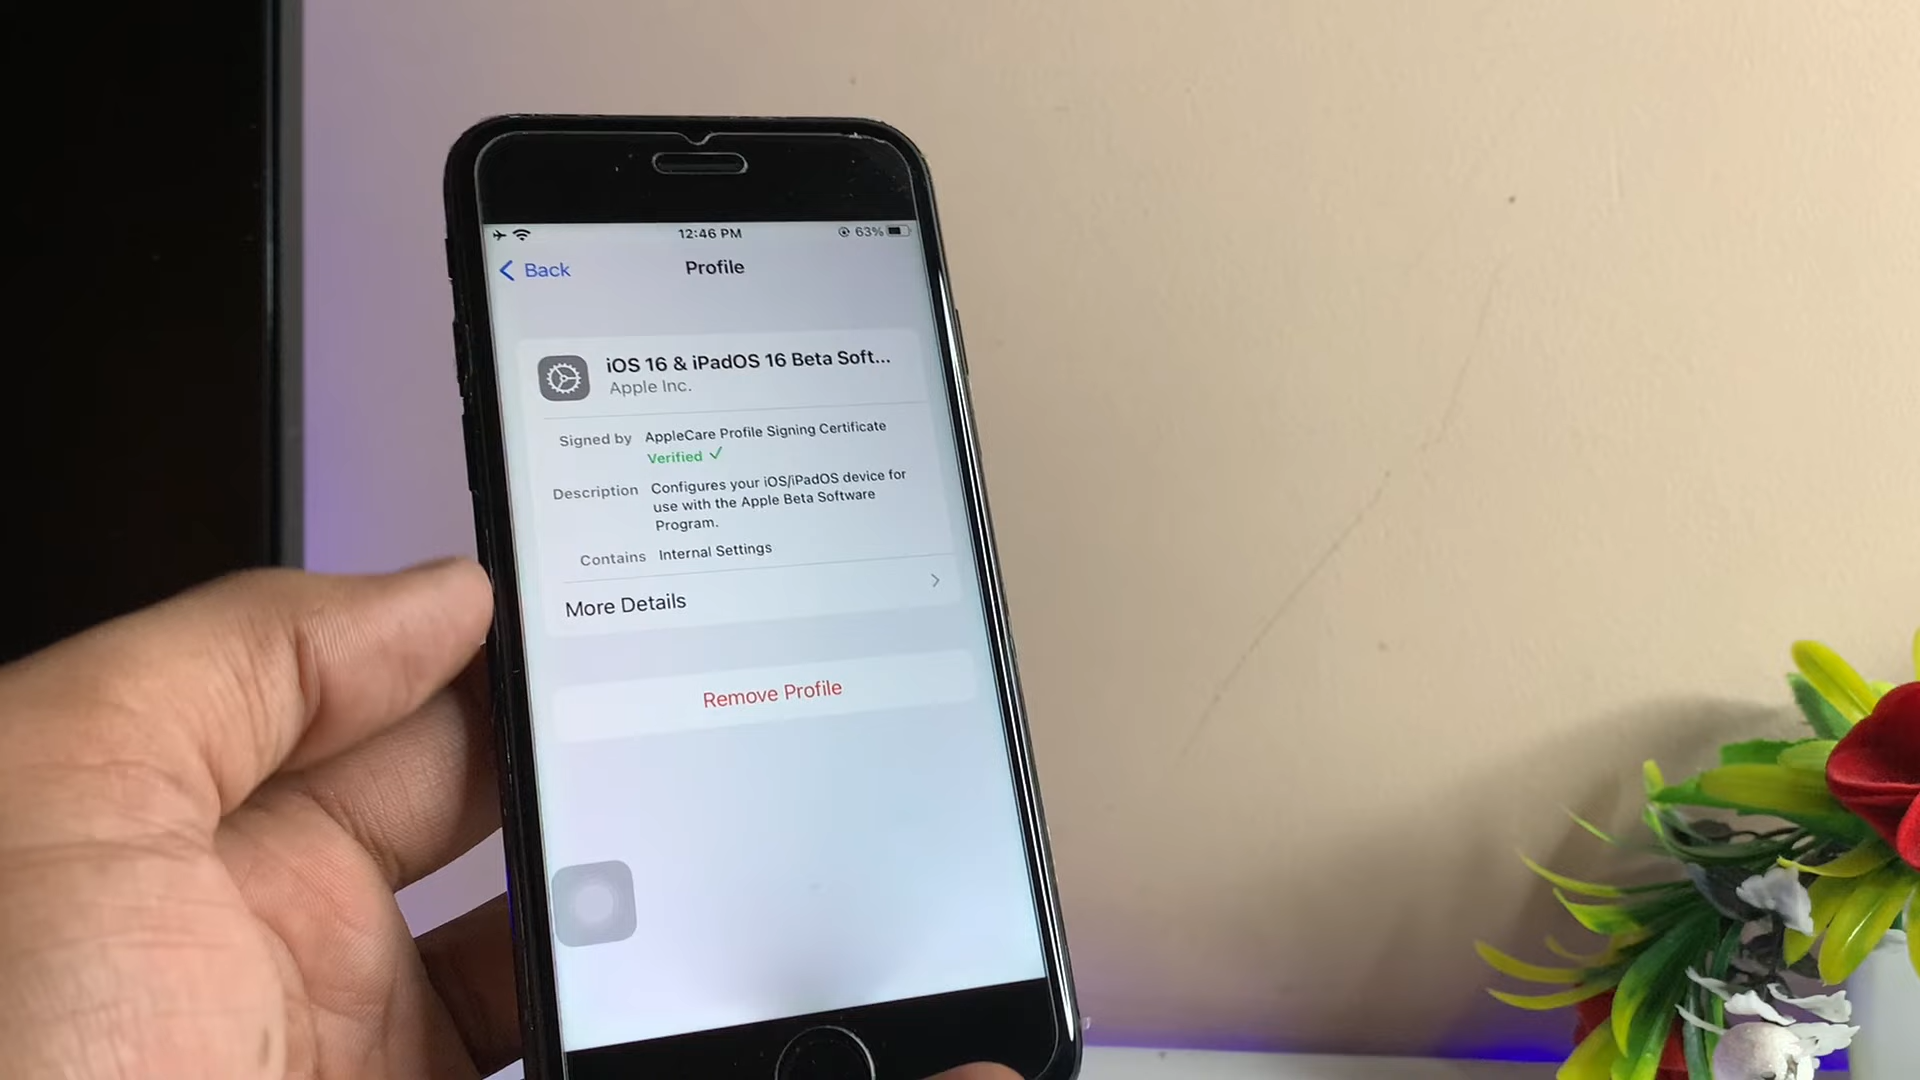 12:46 PM
63%
Back
Profile
iOS 16 & iPadOS 16 Beta Soft...
Apple Inc.
Signed by AppleCare Profile Signing Certificate
Verified ✓
Description Configures your iOS/iPadOS device for
use with the Apple Beta Software
Program.
Contains Internal Settings
More Details
Remove Profile